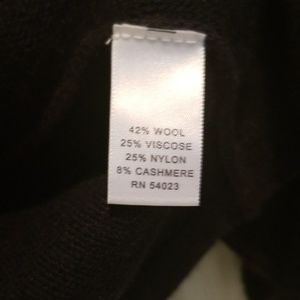 42% WOOL
25% VISCOSE
25% NYLON
8% CASHMERE
RN 54023